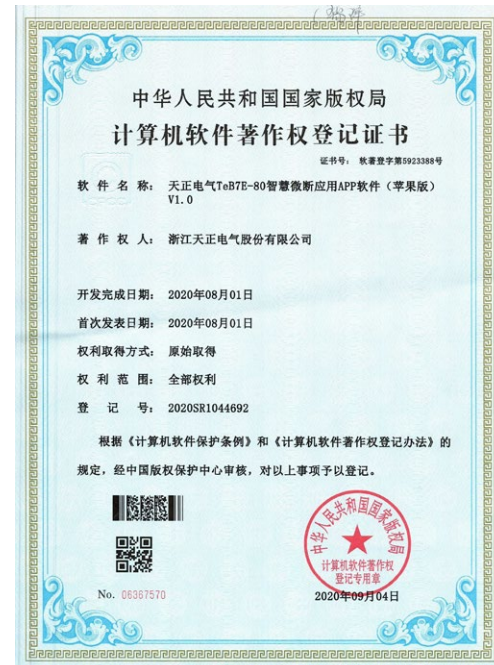 中华人民共和国国家版权局
计算机软件著作权登记证书
证书号： 软著登字第5923388号
软件名称： 天正电气TeB7E-80智慧微断应用APP软件（苹果版）
V1.0
著作权人： 浙江天正电气股份有限公司
开发完成日期： 2020年08月01日
首次发表日期： 2020年08月01日
权利取得方式： 原始取得
权利范围： 全部权利
登记号： 2020SR1044692
根据《计算机软件保护条例》和《计算机软件著作权登记办法》的
规定，经中国版权保护中心审核，对以上事项予以登记。
中华人民共和国国家版权局
计算机软件著作权
登记专用章
No. 06367570
2020年09月04日